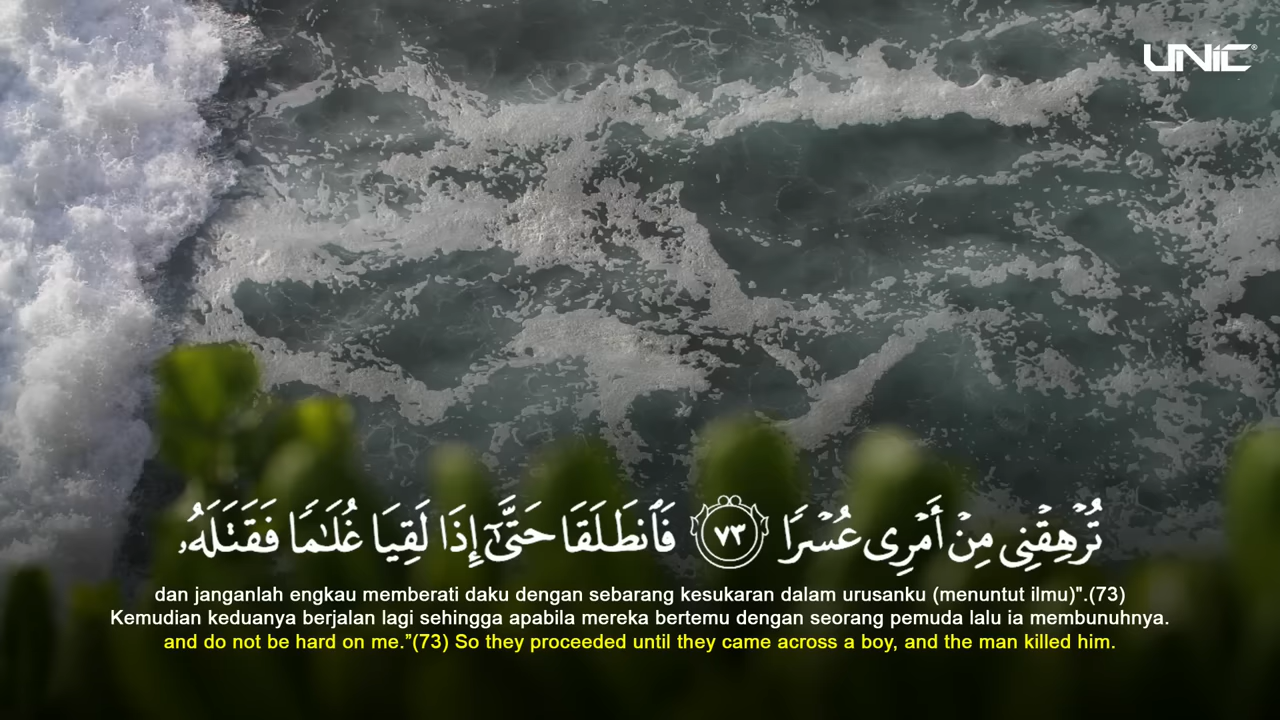 UNIC®
تُرْهِقْنِى مِنْ أَمْرِى عُسْرًا ٧٣ فَٱنطَلَقَا حَتَّىٰٓ إِذَا لَقِيَا غُلَـٰمًا فَقَتَلَهُۥ
dan janganlah engkau memberati daku dengan sebarang kesukaran dalam urusanku (menuntut ilmu)".(73)
Kemudian keduanya berjalan lagi sehingga apabila mereka bertemu dengan seorang pemuda lalu ia membunuhnya.
and do not be hard on me.”(73) So they proceeded until they came across a boy, and the man killed him.